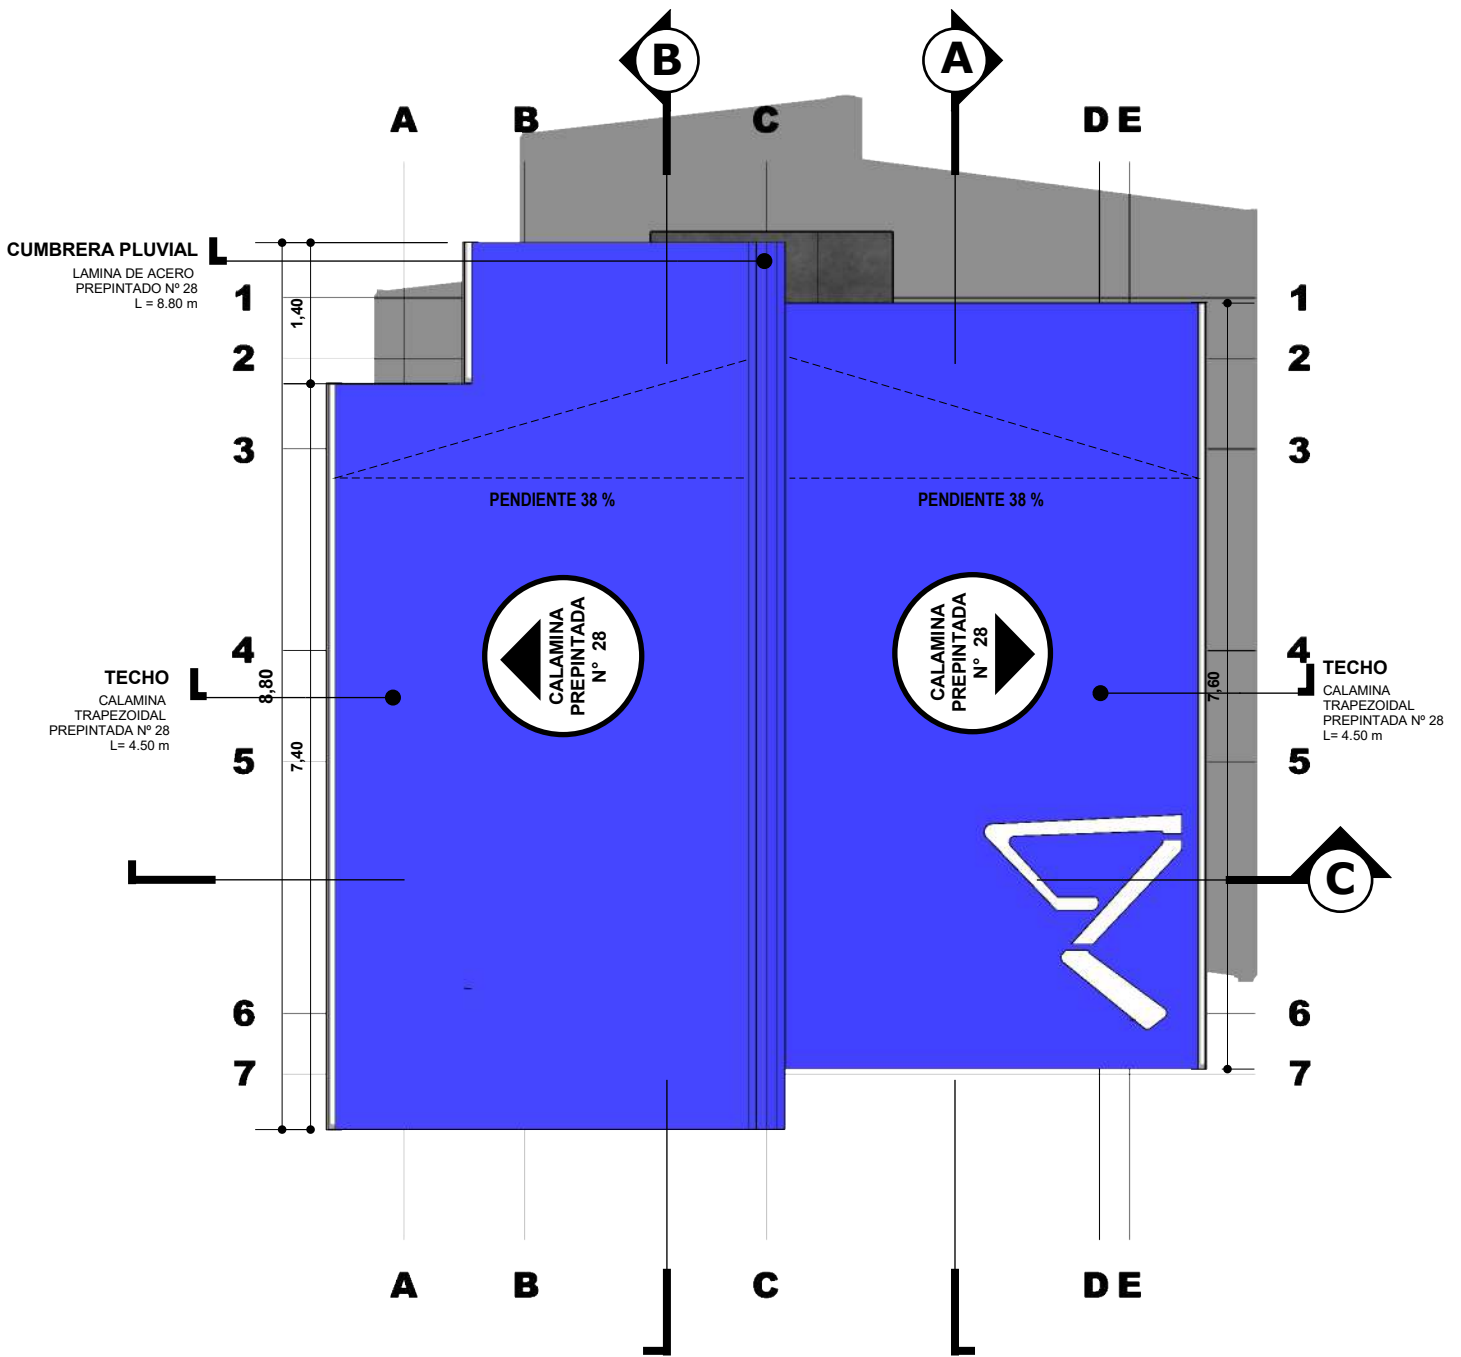 B
A
A
B
C
D
E
CUMBRERA PLUVIAL
LAMINA DE ACERO
PREPINTADO Nº 28
L = 8.80 m
1
1,40
1
2
2
3
3
PENDIENTE 38 %
PENDIENTE 38 %
CALAMINA
PREPINTADA
N° 28
CALAMINA
PREPINTADA
N° 28
4
4
TECHO
CALAMINA
TRAPEZOIDAL
PREPINTADA Nº 28
L= 4.50 m
8,80
7,40
7,60
TECHO
CALAMINA
TRAPEZOIDAL
PREPINTADA Nº 28
L= 4.50 m
5
5
C
6
6
7
7
A
B
C
D
E